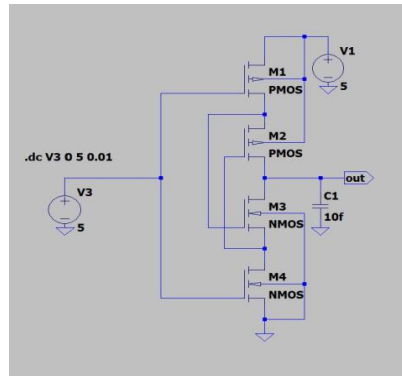 V1
M1
PMOS
5
M2
PMOS
.dc V3 0 5 0.01
out
V3
C1
M3
10f
5
NMOS
M4
NMOS